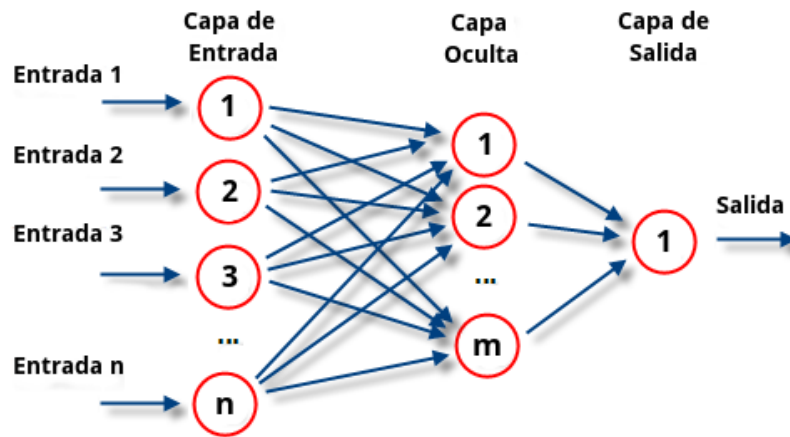 Capa de
Entrada
Capa
Oculta
Capa de
Salida
Entrada 1
1
Entrada 2
2
Entrada 3
3
...
Entrada n
n
1
2
...
m
1
Salida